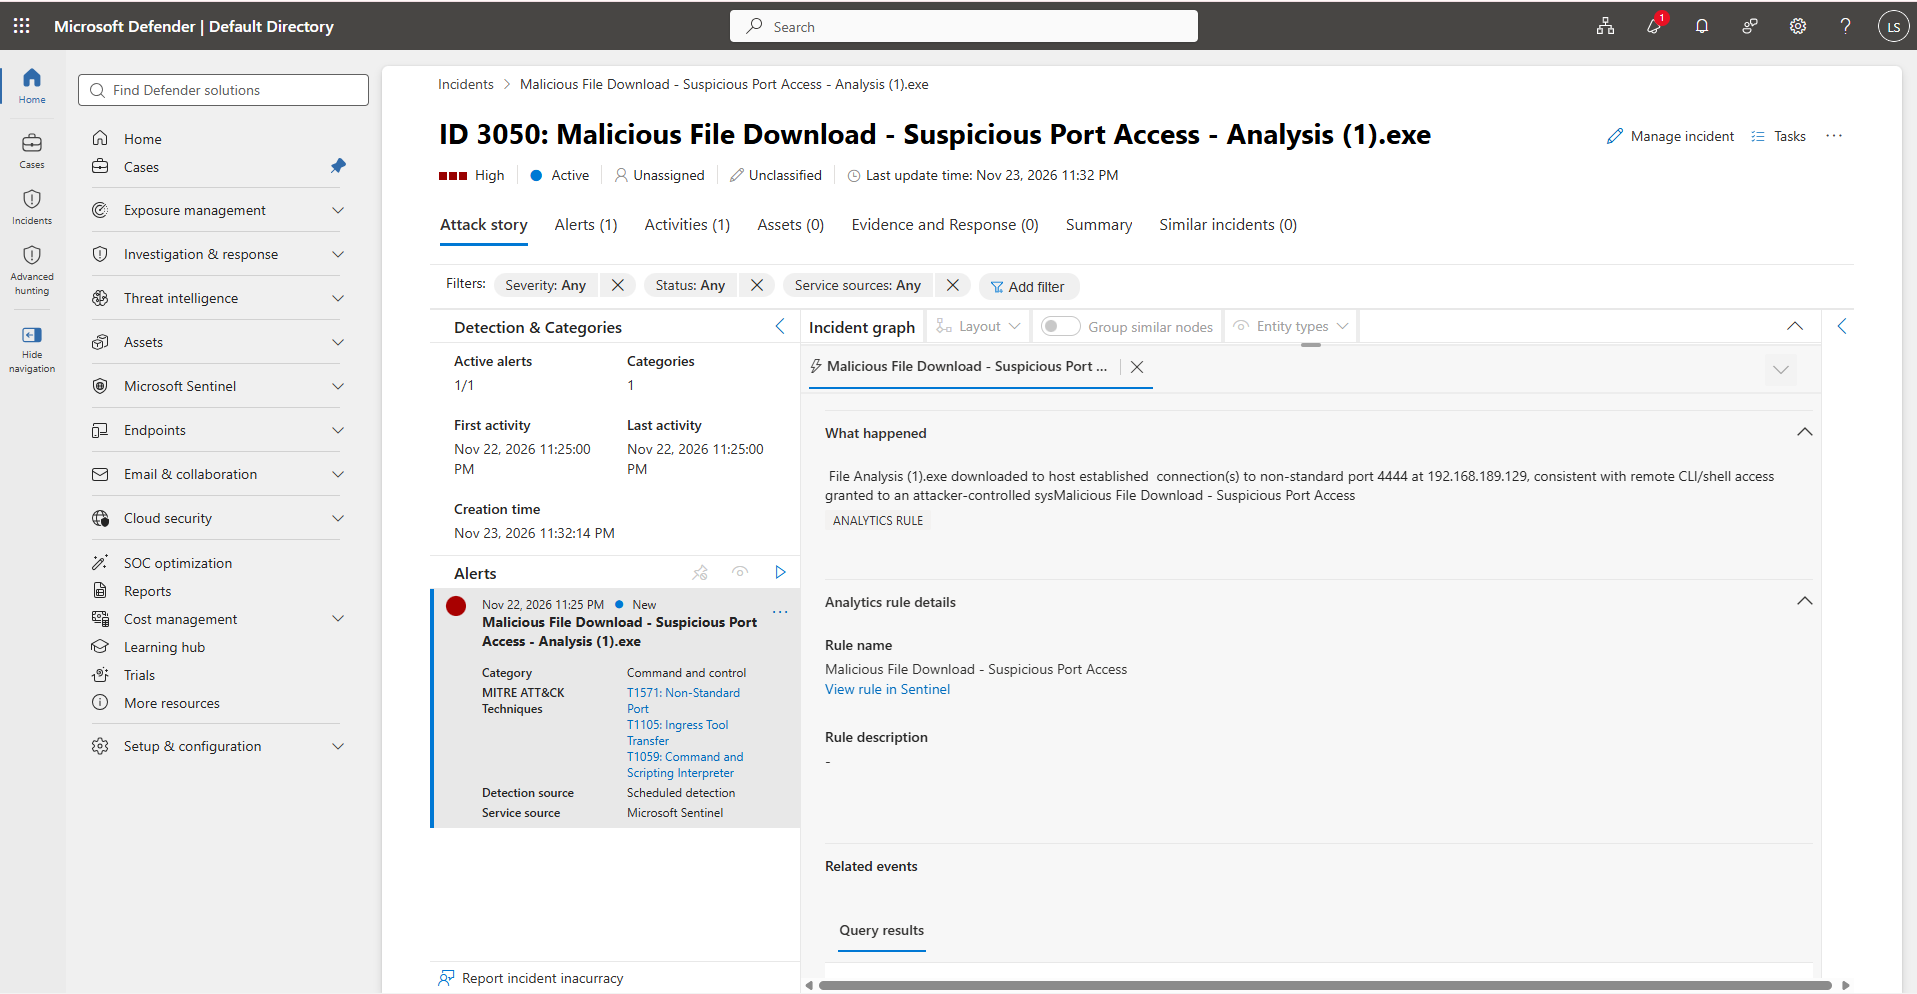 Microsoft Defender | Default Directory
Search
1
LS
Home
Cases
Incidents
Advanced
hunting
Hide
navigation
Find Defender solutions
Home
Cases
Exposure management
Investigation & response
Threat intelligence
Assets
Microsoft Sentinel
Endpoints
Email & collaboration
Cloud security
SOC optimization
Reports
Cost management
Learning hub
Trials
More resources
Setup & configuration
Incidents > Malicious File Download - Suspicious Port Access - Analysis (1).exe
ID 3050: Malicious File Download - Suspicious Port Access - Analysis (1).exe
Manage incident
Tasks
High
Active
Unassigned
Unclassified
Last update time: Nov 23, 2026 11:32 PM
Attack story
Alerts (1)
Activities (1)
Assets (0)
Evidence and Response (0)
Summary
Similar incidents (0)
Filters:
Severity: Any
Status: Any
Service sources: Any
Add filter
Detection & Categories
Active alerts
1/1
Categories
1
First activity
Nov 22, 2026 11:25:00
PM
Last activity
Nov 22, 2026 11:25:00
PM
Creation time
Nov 23, 2026 11:32:14 PM
Alerts
Nov 22, 2026 11:25 PM
New
Malicious File Download - Suspicious Port
Access - Analysis (1).exe
Category
Command and control
MITRE ATT&CK
Techniques
T1571: Non-Standard
Port
T1105: Ingress Tool
Transfer
T1059: Command and
Scripting Interpreter
Detection source
Scheduled detection
Service source
Microsoft Sentinel
Report incident inacurracy
Incident graph
Layout
Group similar nodes
Entity types
Malicious File Download - Suspicious Port ...
What happened
File Analysis (1).exe downloaded to host established connection(s) to non-standard port 4444 at 192.168.189.129, consistent with remote CLI/shell access
granted to an attacker-controlled sysMalicious File Download - Suspicious Port Access
ANALYTICS RULE
Analytics rule details
Rule name
Malicious File Download - Suspicious Port Access
View rule in Sentinel
Rule description
-
Related events
Query results